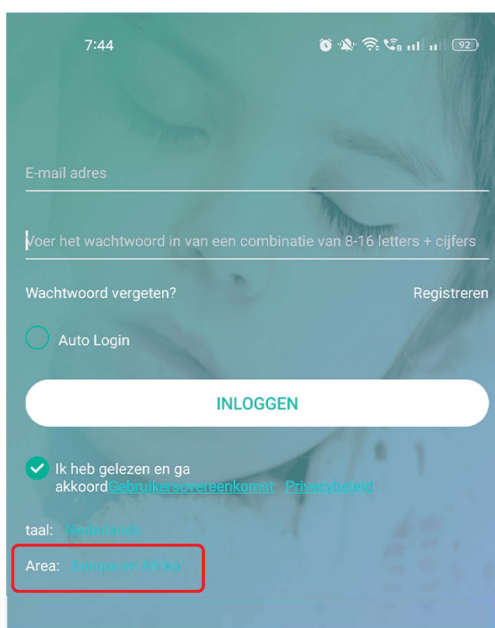 7:44
92
E-mail adres
Voer het wachtwoord in van een combinatie van 8-16 letters + cijfers
Wachtwoord vergeten? Registreren
Auto Login
INLOGGEN
Ik heb gelezen en ga
akkoordGebruikersovereenkomst Privacybeleid
taal: Nederlands
Area: Europa en Afrika